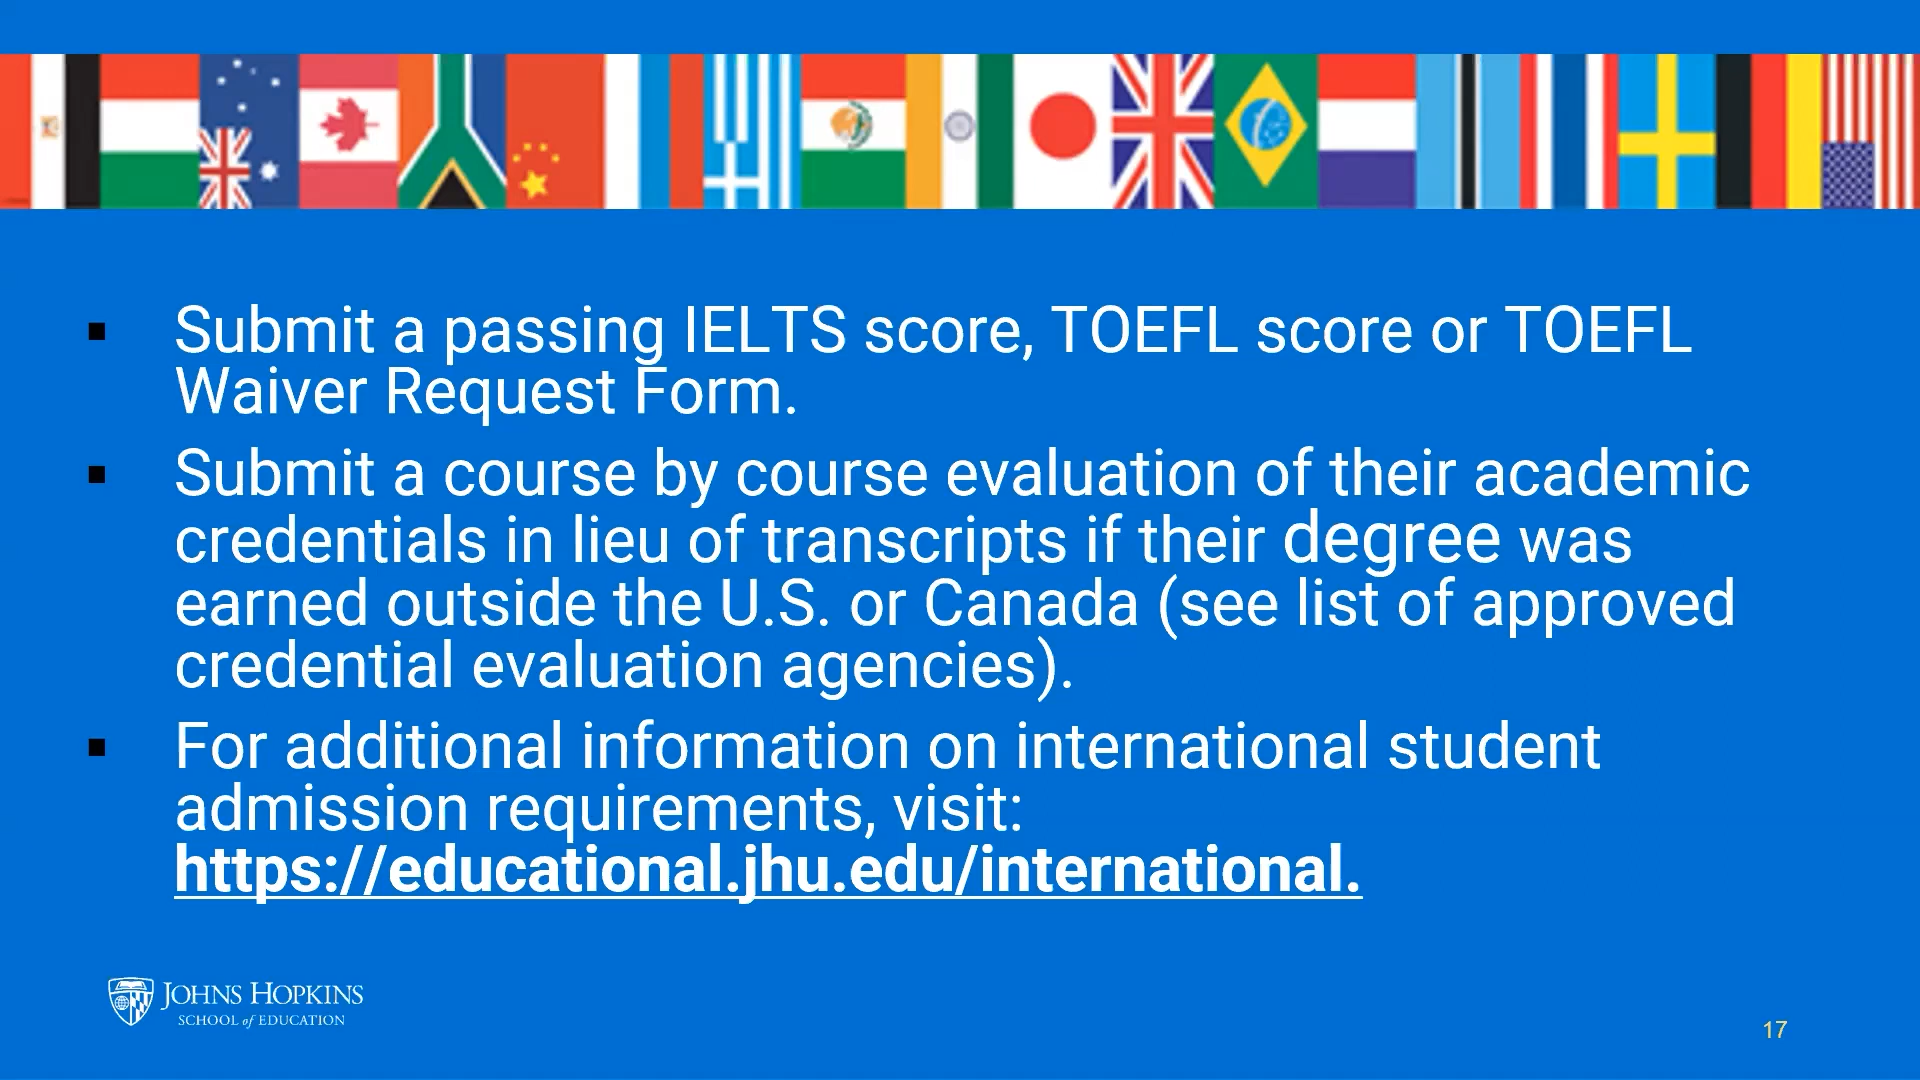 ▪ Submit a passing IELTS score, TOEFL score or TOEFL
Waiver Request Form.
▪ Submit a course by course evaluation of their academic
credentials in lieu of transcripts if their degree was
earned outside the U.S. or Canada (see list of approved
credential evaluation agencies).
▪ For additional information on international student
admission requirements, visit:
https://educational.jhu.edu/international.
JOHNS HOPKINS
SCHOOL of EDUCATION
17